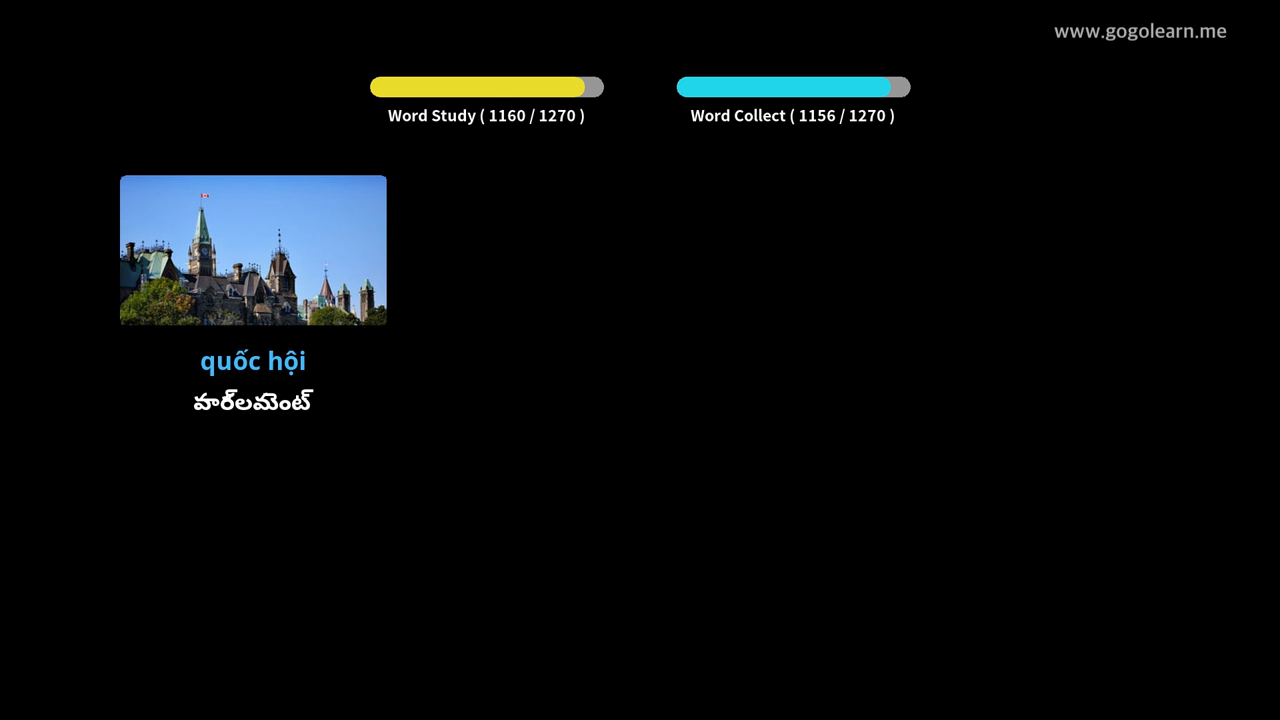 www.gogolearn.me
Word Study ( 1160 / 1270 )
Word Collect ( 1156 / 1270 )
quốc hội
పార్‌లమెంట్